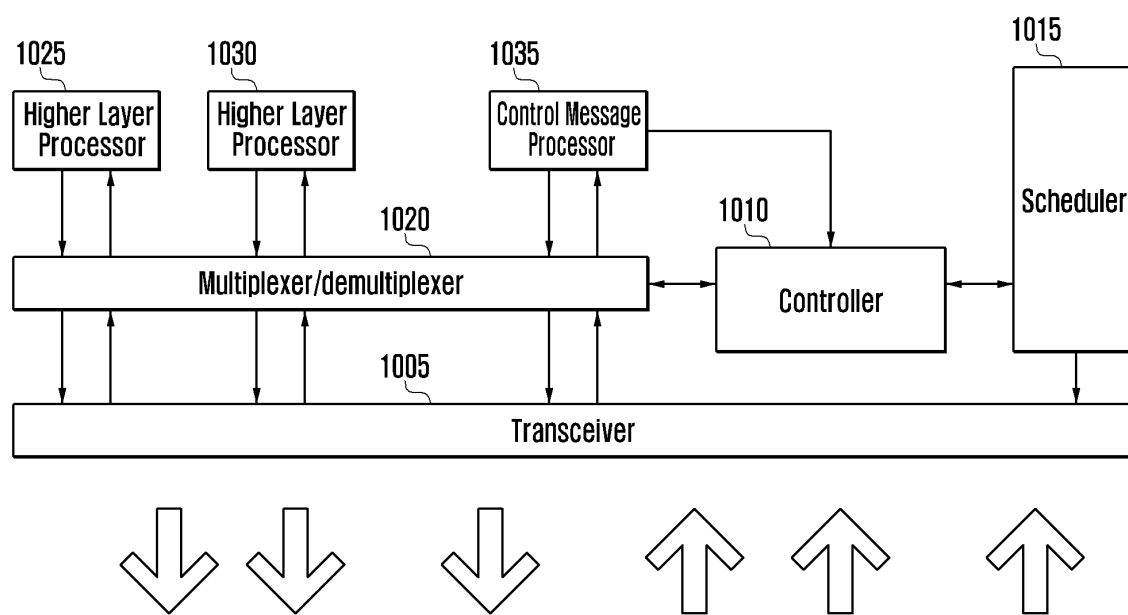 1025
1030
1035
1015
Higher Layer
Processor
Higher Layer
Processor
Control Message
Processor
1010
Scheduler
1020
Multiplexer/demultiplexer
Controller
1005
Transceiver